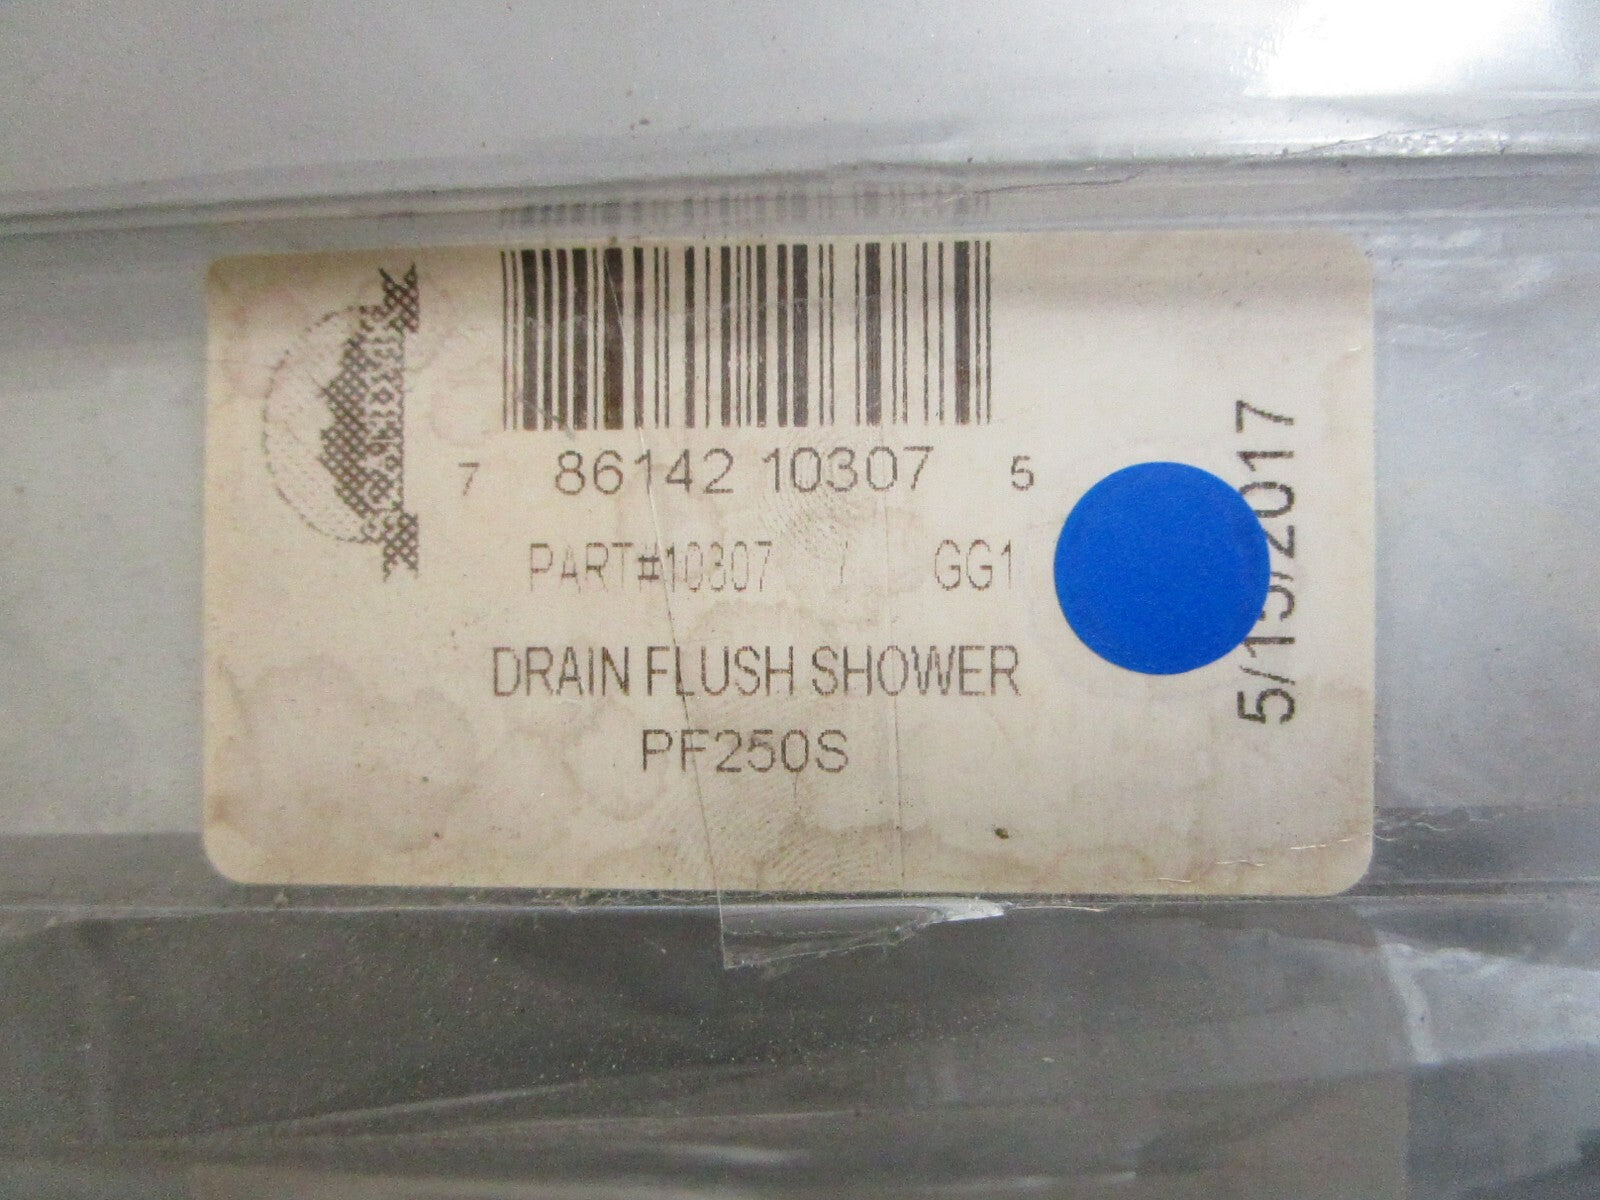 7 86142 10307 5
PART#10307 / GG1
DRAIN FLUSH SHOWER
PF250S
5/15/2017